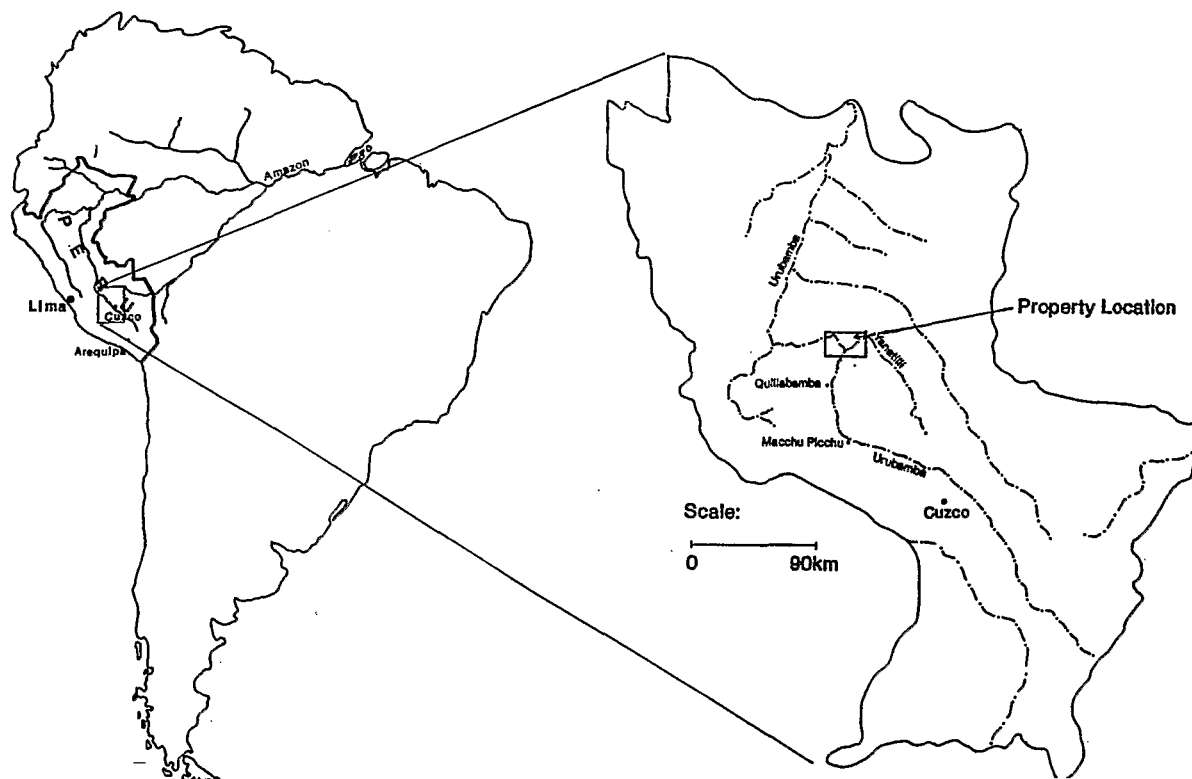 Amazon
P
E
Lima
Cuzco
Arequipa
Urubamba
Property Location
Yanatili
Quillabamba
Macchu Picchu
Urubamba
Cuzco
Scale:
0 90km